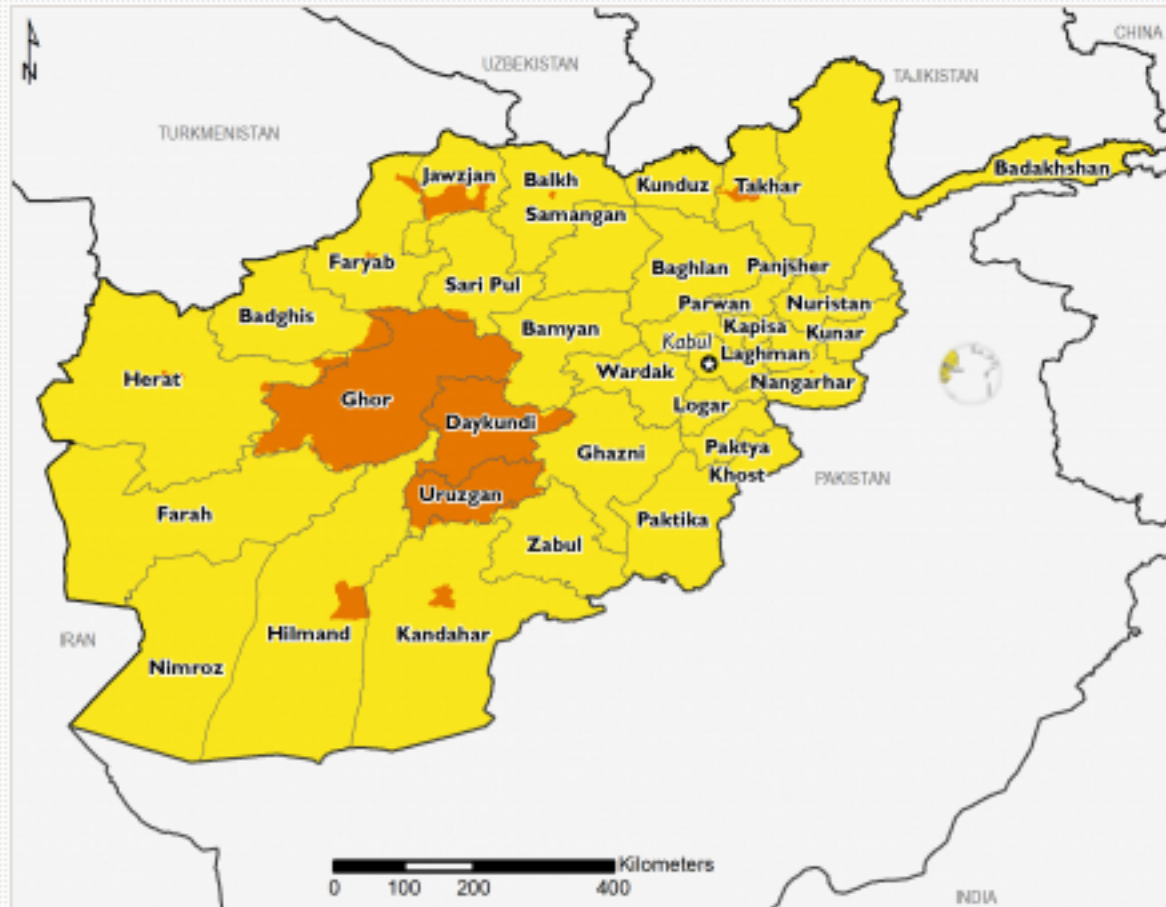 CHINA
N
UZBEKISTAN
TAJIKISTAN
TURKMENISTAN
Badakhshan
Jawzjan
Balkh
Kunduz
Takhar
Samangan
Faryab
Baghlan
Panjsher
Sari Pul
Parwan
Nuristan
Badghis
Bamyan
Kapisa
Kunar
Kabul
Laghman
Herat
Wardak
Nangarhar
Ghor
Logar
Daykundi
Ghazni
Paktya
Khost
PAKISTAN
Uruzgan
Farah
Paktika
Zabul
IRAN
Hilmand
Kandahar
Nimroz
Kilometers
0 100 200 400
INDIA